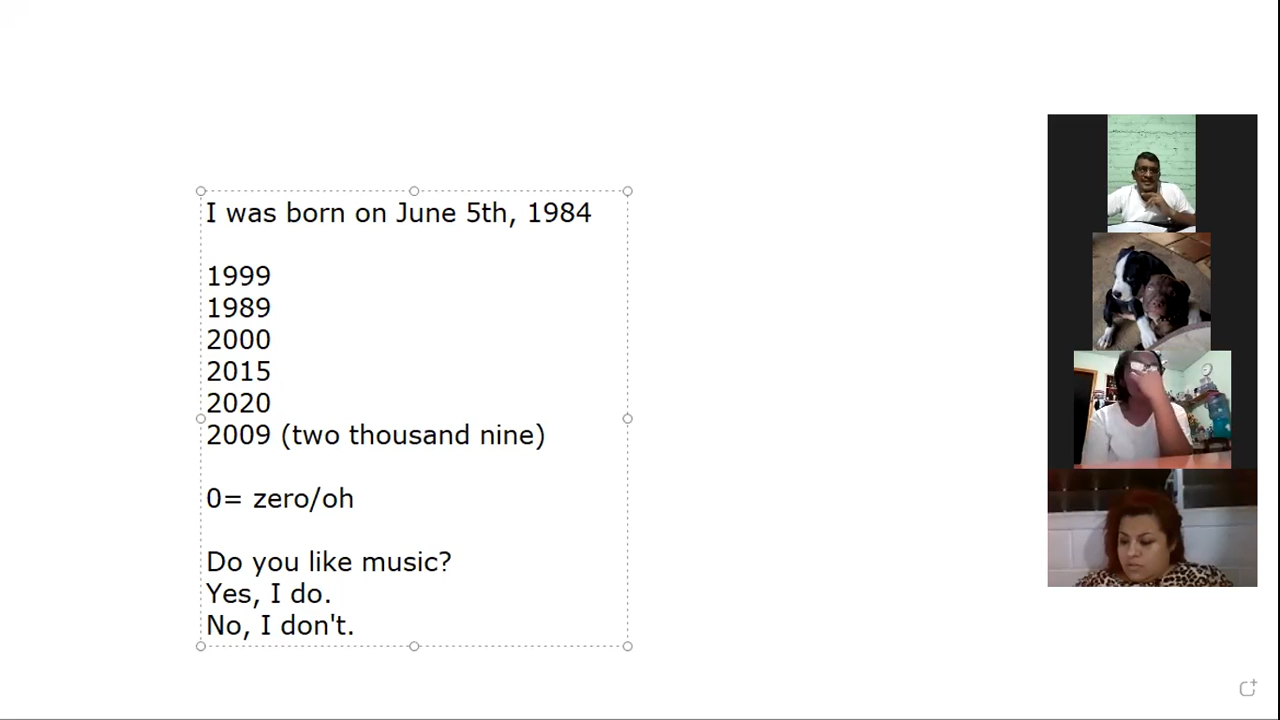 I was born on June 5th, 1984
1999
1989
2000
2015
2020
2009 (two thousand nine)
0= zero/oh
Do you like music?
Yes, I do.
No, I don't.